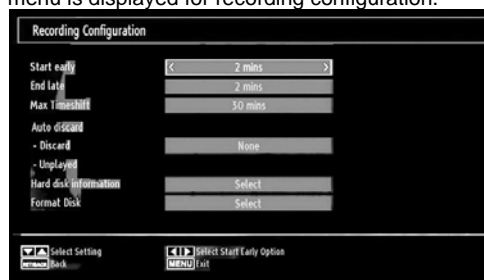 menu is displayed for recording configuration.
Recording Configuration
Start early < 2 mins >
End late 2 mins
Max Timeshift 30 mins
Auto discard
- Discard None
- Unplayed
Hard disk information Select
Format Disk Select
Select Setting Select Start Early Option
Back MENU Exit